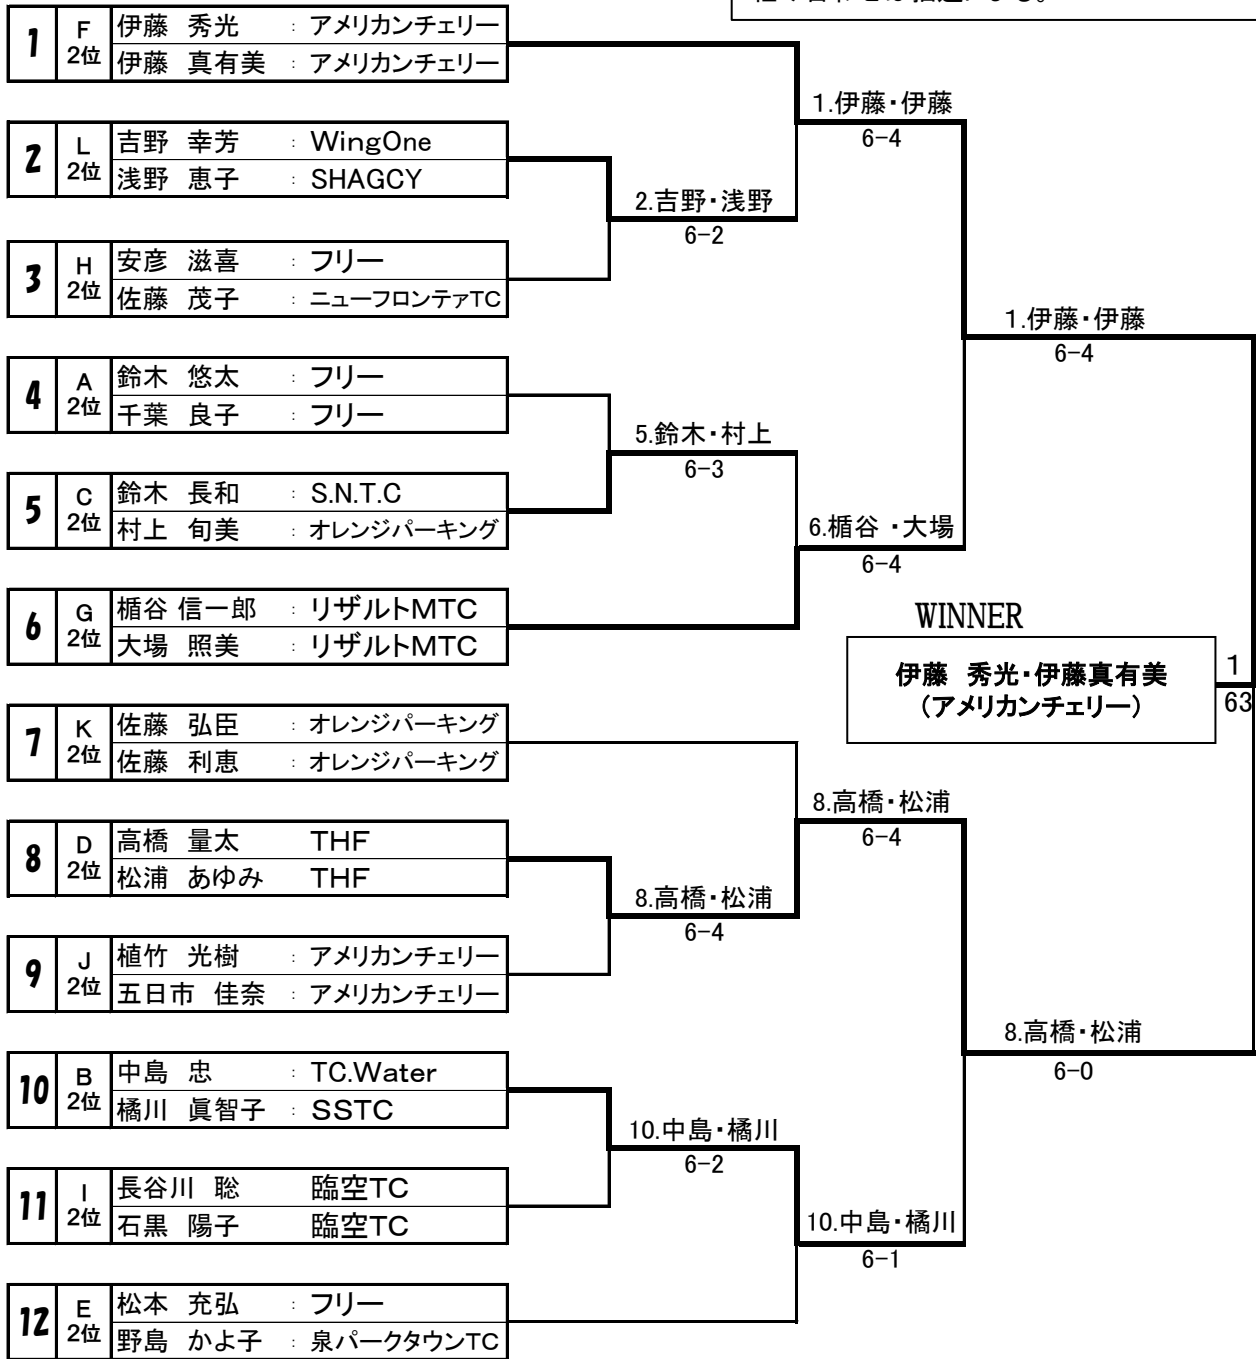 1 F 2位 伊藤 秀光 : アメリカンチェリー
伊藤 真有美 : アメリカンチェリー
2 L 2位 吉野 幸芳 : WingOne
浅野 恵子 : SHAGCY
3 H 2位 安彦 滋喜 : フリー
佐藤 茂子 : ニューフロンテァTC
4 A 2位 鈴木 悠太 : フリー
千葉 良子 : フリー
5 C 2位 鈴木 長和 : S.N.T.C
村上 旬美 : オレンジパーキング
6 G 2位 楯谷 信一郎 : リザルトMTC
大場 照美 : リザルトMTC
7 K 2位 佐藤 弘臣 : オレンジパーキング
佐藤 利恵 : オレンジパーキング
8 D 2位 高橋 量太 THF
松浦 あゆみ THF
9 J 2位 植竹 光樹 : アメリカンチェリー
五日市 佳奈 : アメリカンチェリー
10 B 2位 中島 忠 : TC.Water
橘川 眞智子 : SSTC
11 I 2位 長谷川 聡 臨空TC
石黒 陽子 臨空TC
12 E 2位 松本 充弘 : フリー
野島 かよ子 : 泉パークタウンTC
2.吉野・浅野
6-2
5.鈴木・村上
6-3
8.高橋・松浦
6-4
10.中島・橘川
6-2
1.伊藤・伊藤
6-4
6.楯谷 ・大場
6-4
8.高橋・松浦
6-4
10.中島・橘川
6-1
1.伊藤・伊藤
6-4
8.高橋・松浦
6-0
WINNER
伊藤 秀光・伊藤真有美
(アメリカンチェリー)
1
63